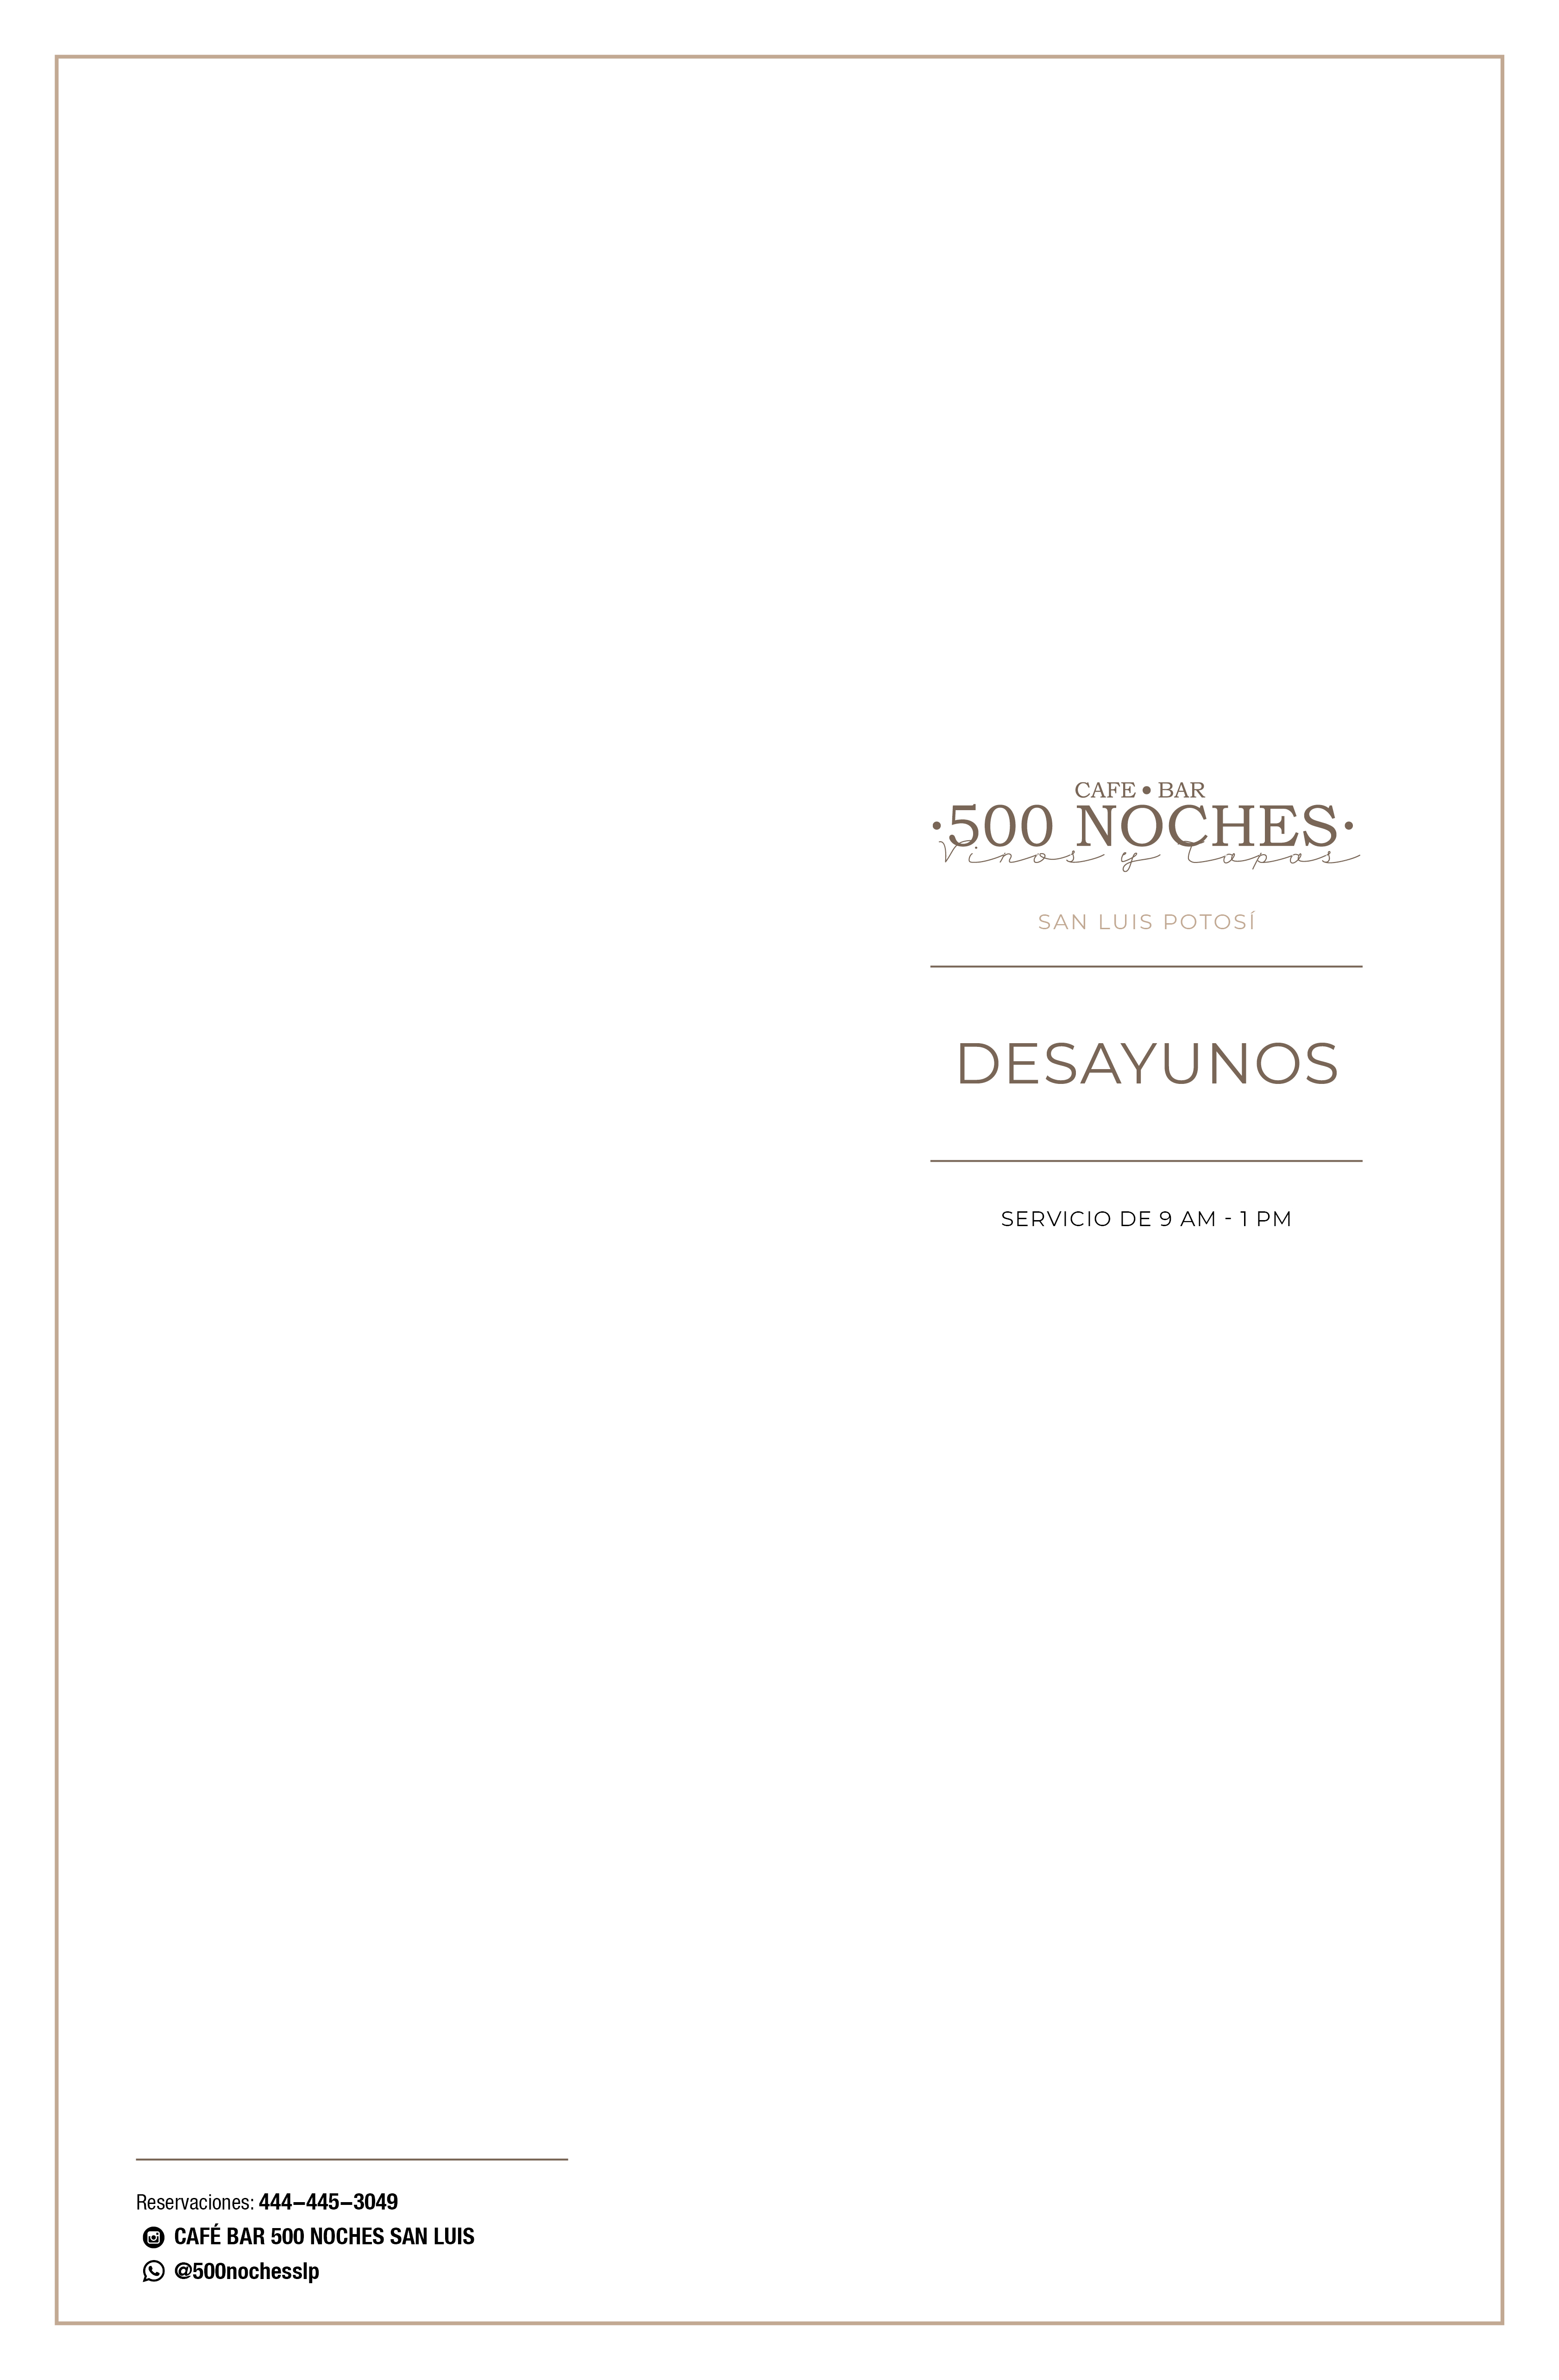 CAFE • BAR
•500 NOCHES•
Vinos y Tapas
SAN LUIS POTOSÍ
DESAYUNOS
SERVICIO DE 9 AM - 1 PM
Reservaciones: 444–445–3049
CAFÉ BAR 500 NOCHES SAN LUIS
@500nochesslp